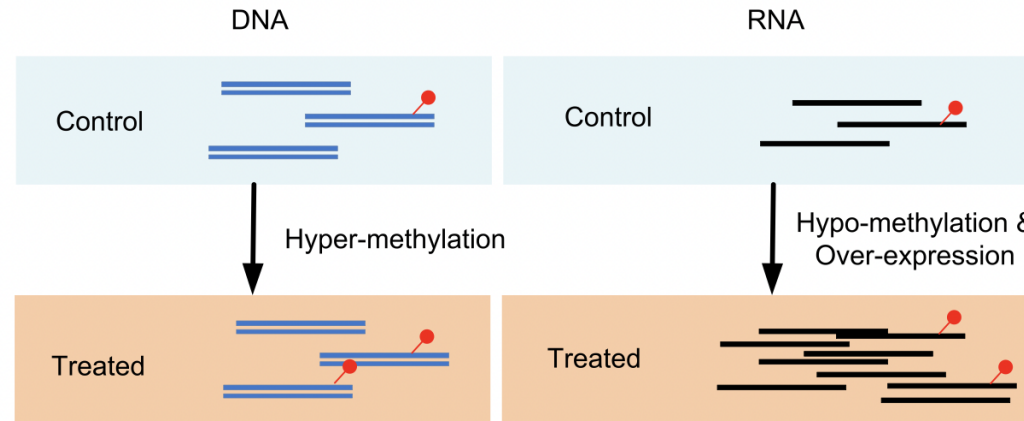 DNA
RNA
Control
Control
Hyper-methylation
Hypo-methylation &
Over-expression
Treated
Treated